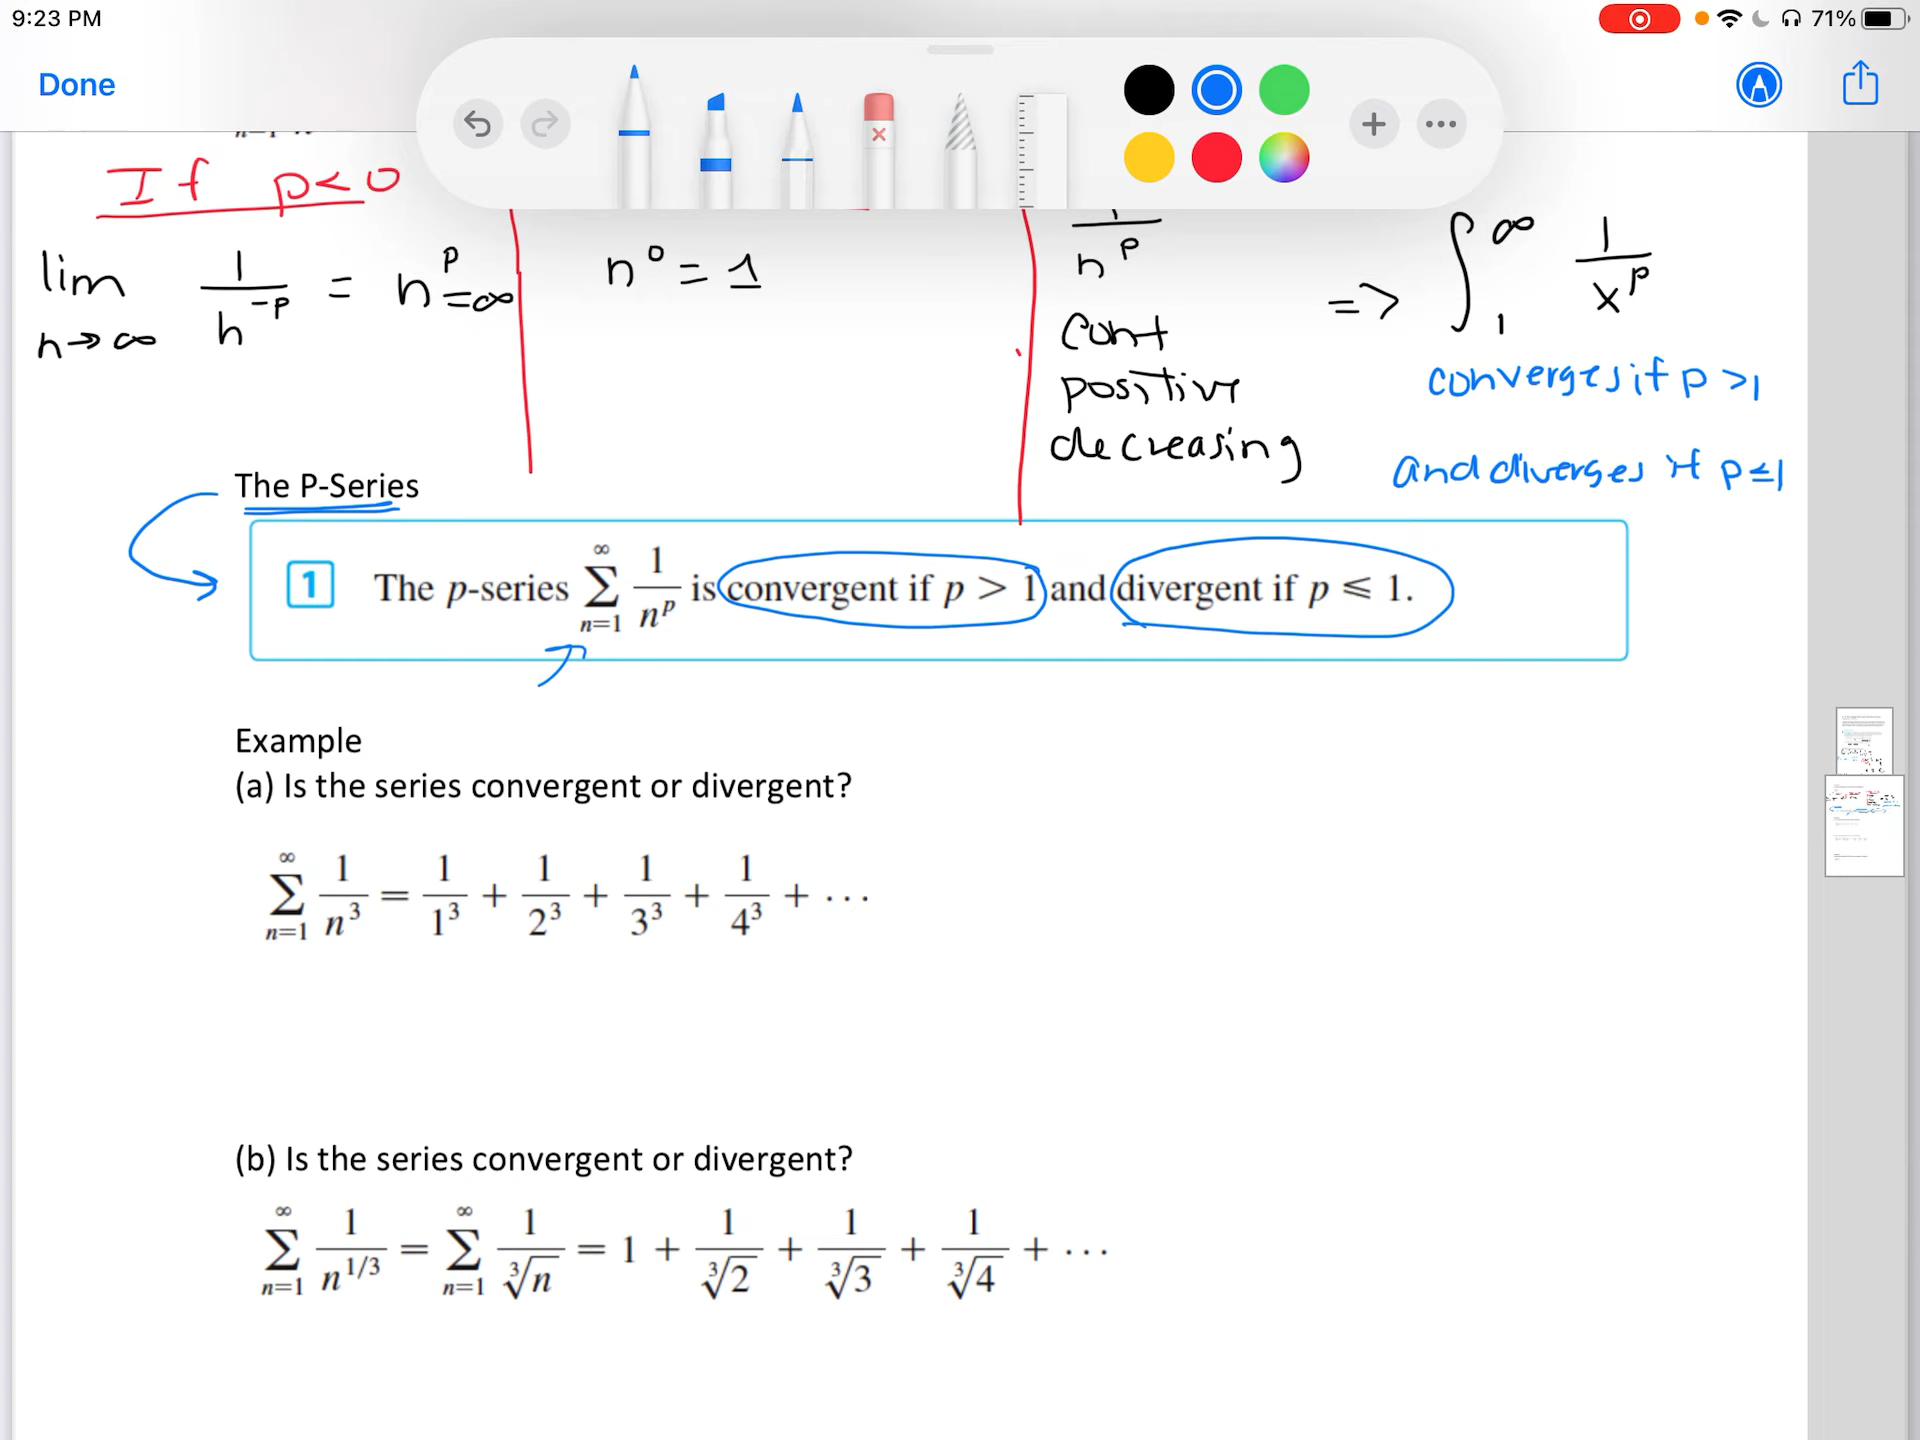 9:23 PM
71%
Done
If p<0
lim n→∞ 1/n^-p = n^p =∞
n^0 = 1
1/n^p
cont
positive
decreasing
=> ∫_1^∞ 1/x^p
converges if p >1
and diverges if p≤1
The P-Series
1 The p-series ∑_{n=1}^∞ 1/n^p is convergent if p > 1 and divergent if p ⩽ 1.
Example
(a) Is the series convergent or divergent?
∑_{n=1}^∞ 1/n^3 = 1/1^3 + 1/2^3 + 1/3^3 + 1/4^3 + ···
(b) Is the series convergent or divergent?
∑_{n=1}^∞ 1/n^{1/3} = ∑_{n=1}^∞ 1/∛n = 1 + 1/∛2 + 1/∛3 + 1/∛4 + ···